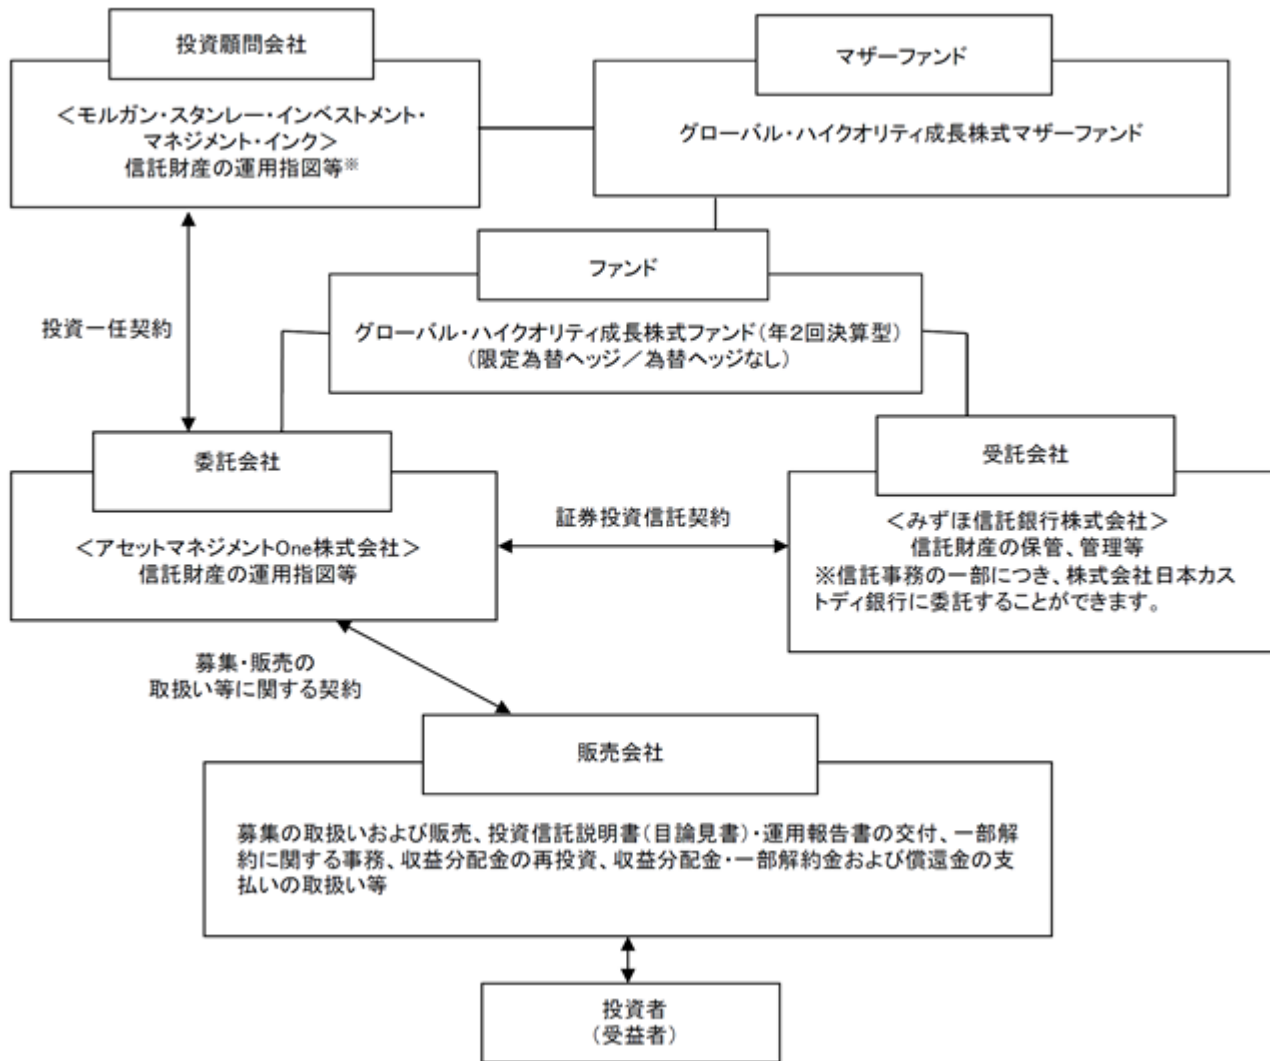 投資顧問会社
<モルガン・スタンレー・インベストメント・
マネジメント・インク>
信託財産の運用指図等※
マザーファンド
グローバル・ハイクオリティ成長株式マザーファンド
ファンド
グローバル・ハイクオリティ成長株式ファンド(年2回決算型)
(限定為替ヘッジ/為替ヘッジなし)
投資一任契約
委託会社
<アセットマネジメントOne株式会社>
信託財産の運用指図等
証券投資信託契約
受託会社
<みずほ信託銀行株式会社>
信託財産の保管、管理等
※信託事務の一部につき、株式会社日本カス
トディ銀行に委託することができます。
募集・販売の
取扱い等に関する契約
販売会社
募集の取扱いおよび販売、投資信託説明書(目論見書)・運用報告書の交付、一部解
約に関する事務、収益分配金の再投資、収益分配金・一部解約金および償還金の支
払いの取扱い等
投資者
(受益者)